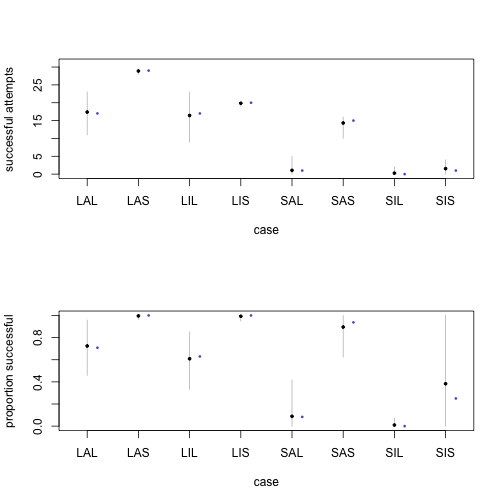 successful attempts
25
15
5
0
LAL LAS LIL LIS SAL SAS SIL SIS
case
proportion successful
0.8
0.4
0.0
LAL LAS LIL LIS SAL SAS SIL SIS
case